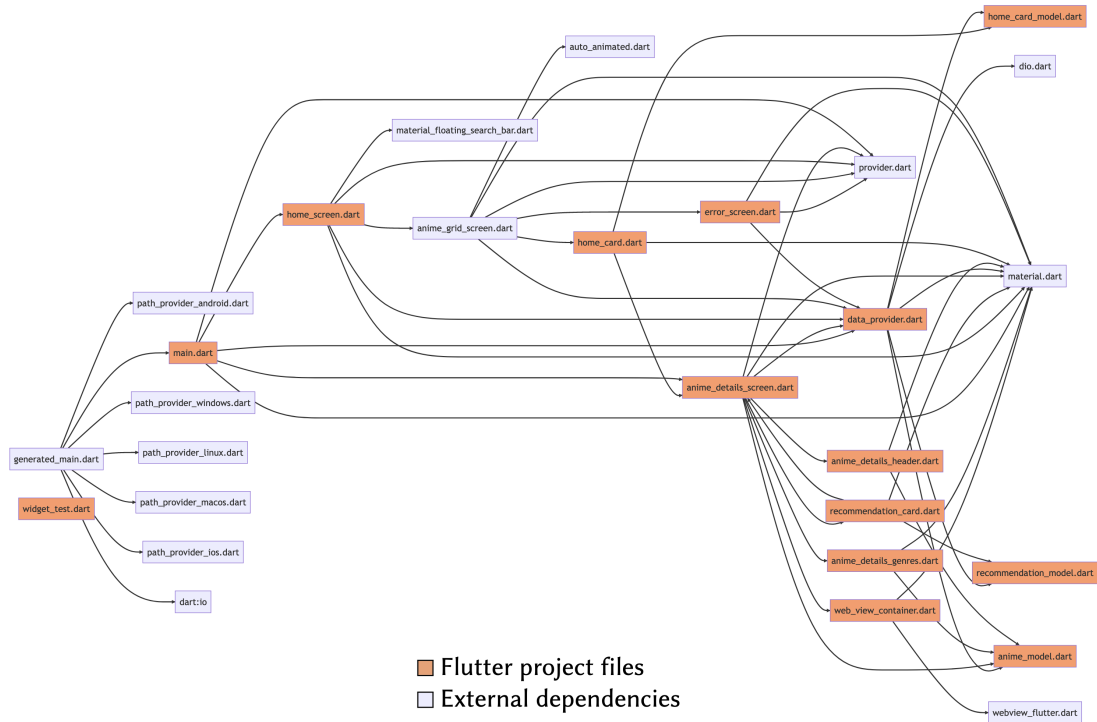 home_card_model.dart
auto_animated.dart
dio.dart
material_floating_search_bar.dart
provider.dart
home_screen.dart
error_screen.dart
anime_grid_screen.dart
home_card.dart
material.dart
path_provider_android.dart
data_provider.dart
main.dart
anime_details_screen.dart
path_provider_windows.dart
path_provider_linux.dart
generated_main.dart
anime_details_header.dart
path_provider_macos.dart
widget_test.dart
recommendation_card.dart
path_provider_ios.dart
anime_details_genres.dart
recommendation_model.dart
dart:io
web_view_container.dart
anime_model.dart
Flutter project files
External dependencies
webview_flutter.dart